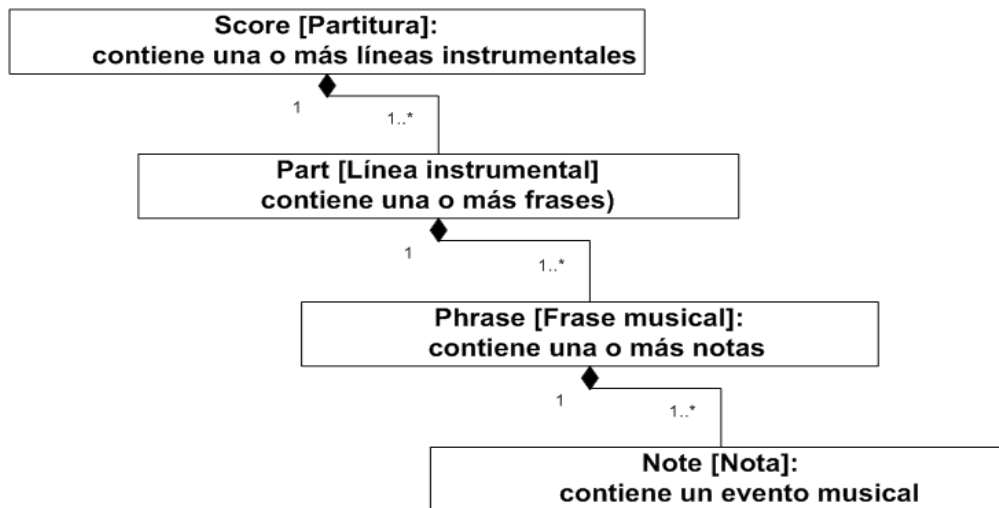 Score [Partitura]:
contiene una o más líneas instrumentales
1
1..*
Part [Línea instrumental]
contiene una o más frases)
1
1..*
Phrase [Frase musical]:
contiene una o más notas
1
1..*
Note [Nota]:
contiene un evento musical